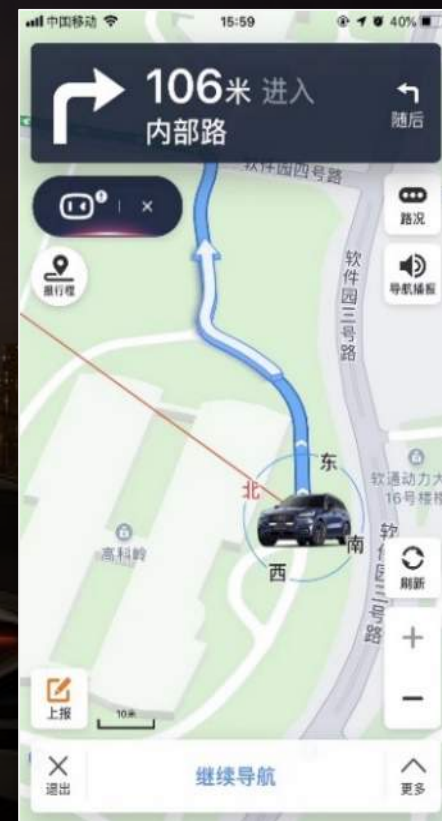 中国移动
15:59
40%
106米 进入
内部路
随后
软件园四号路
路况
报行程
导航播报
软件园三号路
东
北
南
西
软通动力大
16号楼
高科岭
软件园三号路
刷新
+
−
上报
10米
退出
继续导航
更多